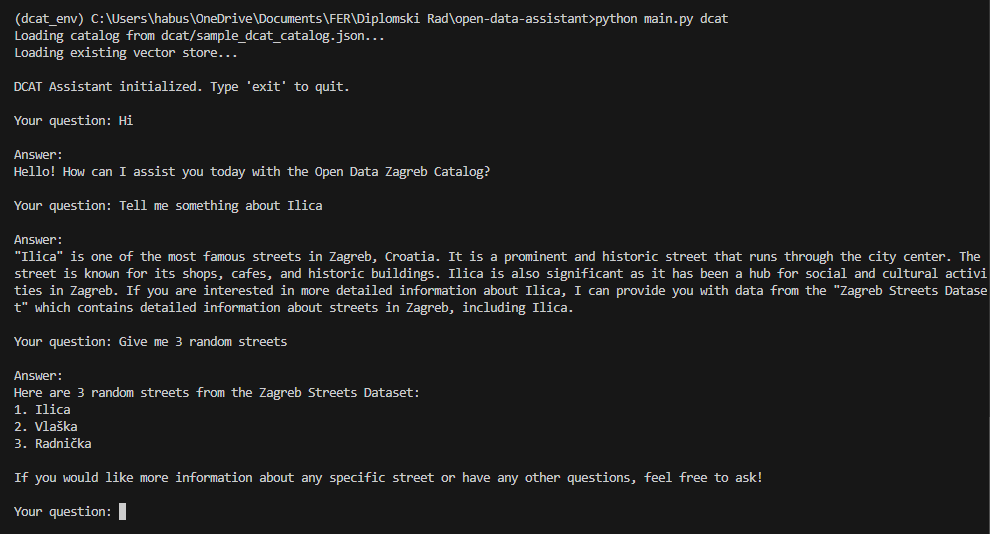 (dcat_env) C:\Users\habus\OneDrive\Documents\FER\Diplomski Rad\open-data-assistant>python main.py dcat
Loading catalog from dcat/sample_dcat_catalog.json...
Loading existing vector store...
DCAT Assistant initialized. Type 'exit' to quit.
Your question: Hi
Answer:
Hello! How can I assist you today with the Open Data Zagreb Catalog?
Your question: Tell me something about Ilica
Answer:
"Ilica" is one of the most famous streets in Zagreb, Croatia. It is a prominent and historic street that runs through the city center. The
street is known for its shops, cafes, and historic buildings. Ilica is also significant as it has been a hub for social and cultural activi
ties in Zagreb. If you are interested in more detailed information about Ilica, I can provide you with data from the "Zagreb Streets Datase
t" which contains detailed information about streets in Zagreb, including Ilica.
Your question: Give me 3 random streets
Answer:
Here are 3 random streets from the Zagreb Streets Dataset:
1. Ilica
2. Vlaška
3. Radnička
If you would like more information about any specific street or have any other questions, feel free to ask!
Your question: